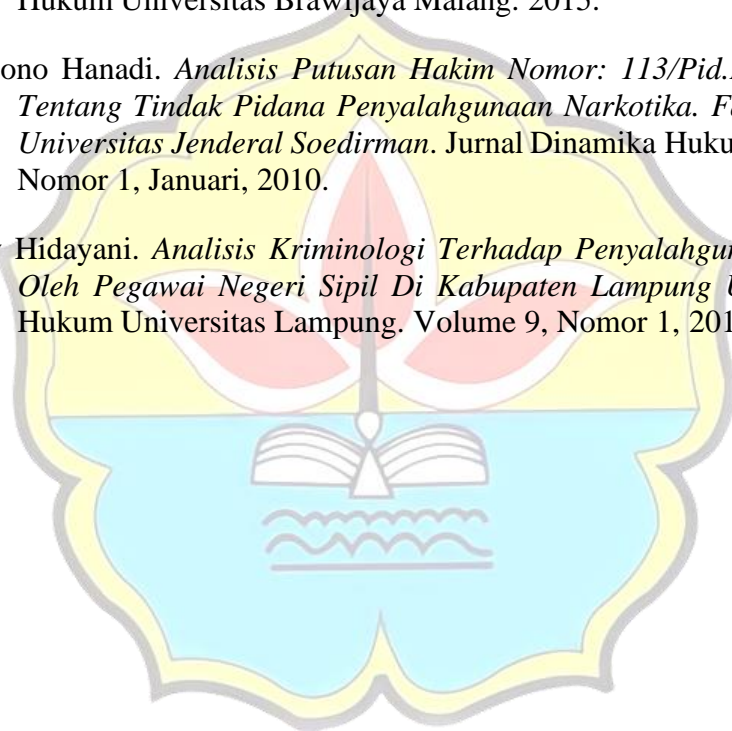 Hukum Universitas Brawijaya Malang. 2015.
ono Hanadi. Analisis Putusan Hakim Nomor: 113/Pid.
Tentang Tindak Pidana Penyalahgunaan Narkotika. F
Universitas Jenderal Soedirman. Jurnal Dinamika Huku
Nomor 1, Januari, 2010.
Hidayani. Analisis Kriminologi Terhadap Penyalahgu
Oleh Pegawai Negeri Sipil Di Kabupaten Lampung
Hukum Universitas Lampung. Volume 9, Nomor 1, 201